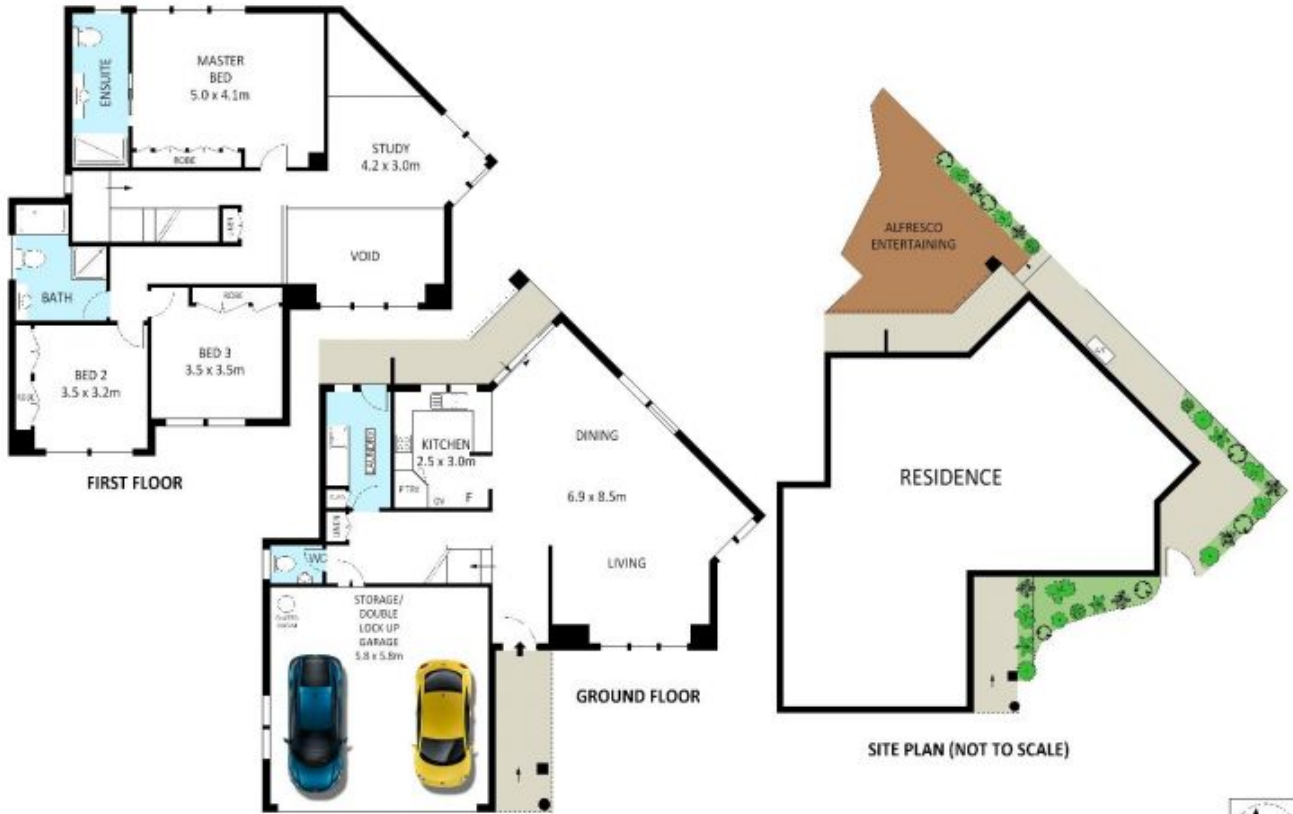 ENSUITE
MASTER
BED
5.0 x 4.1m
ROBE
STUDY
4.2 x 3.0m
LINEN
VOID
BATH
ROBE
BED 3
3.5 x 3.5m
BED 2
3.5 x 3.2m
ROBE
FIRST FLOOR
LAUNDRY
KITCHEN
2.5 x 3.0m
P'TRY
OV
F
DINING
6.9 x 8.5m
LIVING
LINEN
WC
STORAGE/
DOUBLE
LOCK UP
GARAGE
5.8 x 5.8m
GROUND FLOOR
ALFRESCO
ENTERTAINING
RESIDENCE
SITE PLAN (NOT TO SCALE)